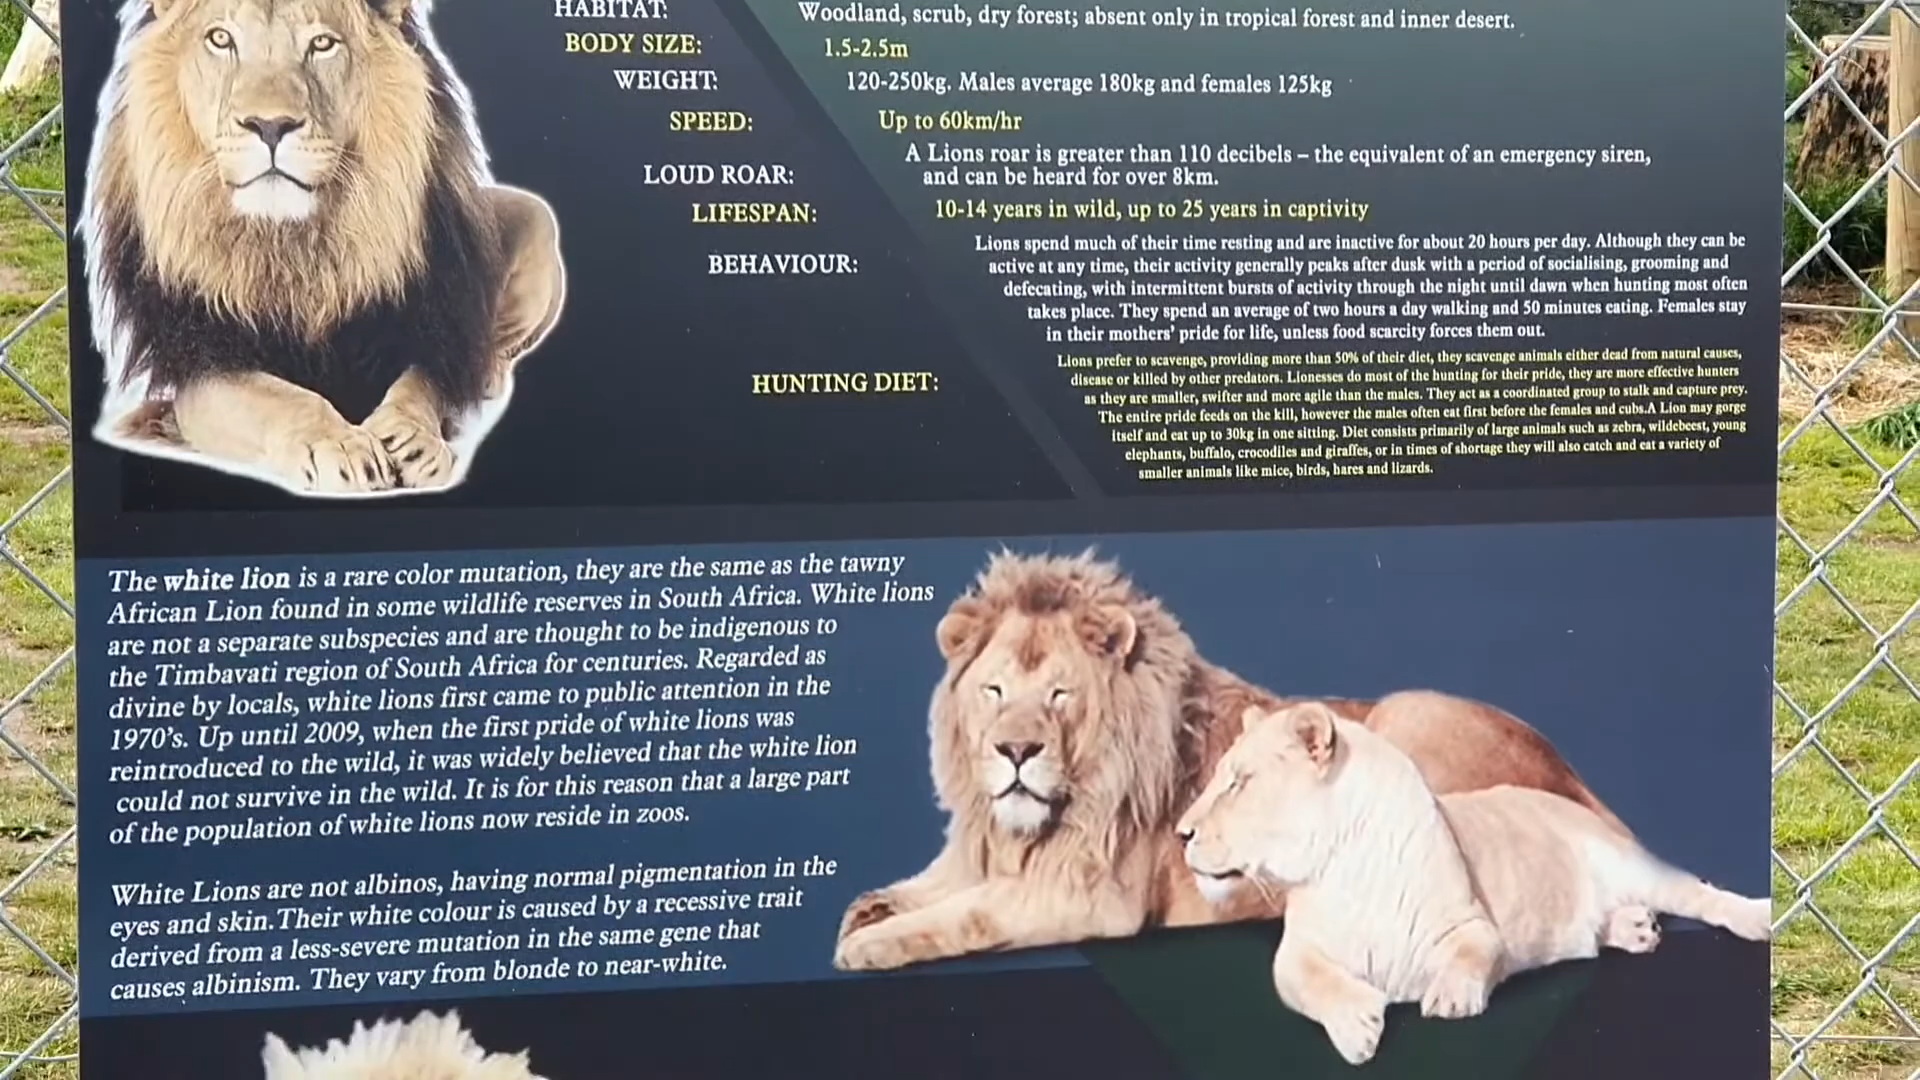 HABITAT:
Woodland, scrub, dry forest; absent only in tropical forest and inner desert.
BODY SIZE:
1.5-2.5m
WEIGHT:
120-250kg. Males average 180kg and females 125kg
SPEED:
Up to 60km/hr
LOUD ROAR:
A Lions roar is greater than 110 decibels – the equivalent of an emergency siren,
and can be heard for over 8km.
LIFESPAN:
10-14 years in wild, up to 25 years in captivity
BEHAVIOUR:
Lions spend much of their time resting and are inactive for about 20 hours per day. Although they can be
active at any time, their activity generally peaks after dusk with a period of socialising, grooming and
defecating, with intermittent bursts of activity through the night until dawn when hunting most often
takes place. They spend an average of two hours a day walking and 50 minutes eating. Females stay
in their mothers' pride for life, unless food scarcity forces them out.
HUNTING DIET:
Lions prefer to scavenge, providing more than 50% of their diet, they scavenge animals either dead from natural causes,
disease or killed by other predators. Lionesses do most of the hunting for their pride, they are more effective hunters
as they are smaller, swifter and more agile than the males. They act as a coordinated group to stalk and capture prey.
The entire pride feeds on the kill, however the males often eat first before the females and cubs.A Lion may gorge
itself and eat up to 30kg in one sitting. Diet consists primarily of large animals such as zebra, wildebeest, young
elephants, buffalo, crocodiles and giraffes, or in times of shortage they will also catch and eat a variety of
smaller animals like mice, birds, hares and lizards.
The white lion is a rare color mutation, they are the same as the tawny
African Lion found in some wildlife reserves in South Africa. White lions
are not a separate subspecies and are thought to be indigenous to
the Timbavati region of South Africa for centuries. Regarded as
divine by locals, white lions first came to public attention in the
1970's. Up until 2009, when the first pride of white lions was
reintroduced to the wild, it was widely believed that the white lion
could not survive in the wild. It is for this reason that a large part
of the population of white lions now reside in zoos.
White Lions are not albinos, having normal pigmentation in the
eyes and skin.Their white colour is caused by a recessive trait
derived from a less-severe mutation in the same gene that
causes albinism. They vary from blonde to near-white.